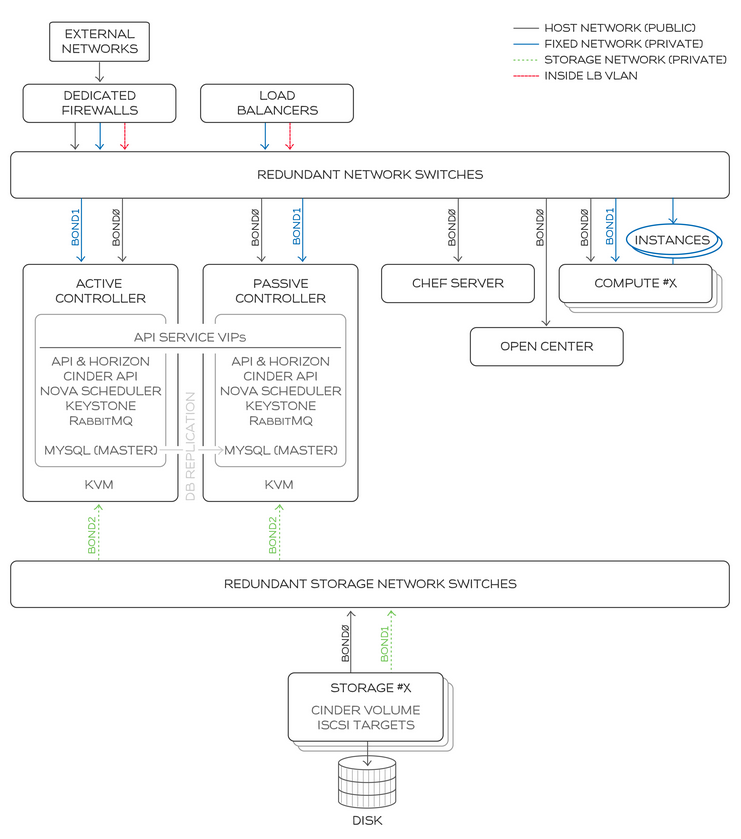 EXTERNAL
NETWORKS
HOST NETWORK (PUBLIC)
FIXED NETWORK (PRIVATE)
STORAGE NETWORK (PRIVATE)
INSIDE LB VLAN
DEDICATED
FIREWALLS
LOAD
BALANCERS
REDUNDANT NETWORK SWITCHES
BOND1
BOND0
BOND0
BOND1
BOND0
BOND0
BOND0
BOND1
INSTANCES
ACTIVE
CONTROLLER
PASSIVE
CONTROLLER
CHEF SERVER
COMPUTE #X
OPEN CENTER
API SERVICE VIPs
API & HORIZON
CINDER API
NOVA SCHEDULER
KEYSTONE
RABBITMQ
MYSQL (MASTER)
KVM
DB REPLICATION
API & HORIZON
CINDER API
NOVA SCHEDULER
KEYSTONE
RABBITMQ
MYSQL (MASTER)
KVM
BOND2
BOND2
REDUNDANT STORAGE NETWORK SWITCHES
BOND0
BOND1
STORAGE #X
CINDER VOLUME
ISCSI TARGETS
DISK